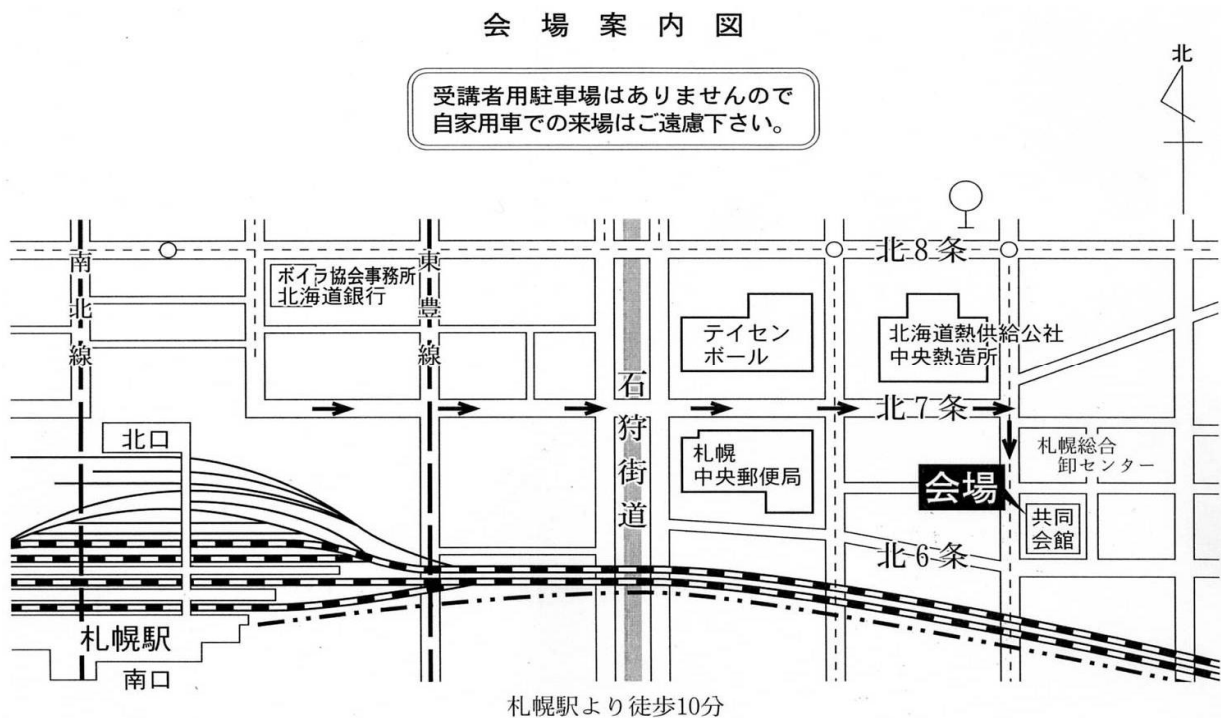 会場案内図
北
受講者用駐車場はありませんので
自家用車での来場はご遠慮下さい。
北8条
南北線
ボイラ協会事務所
北海道銀行
東豊線
テイセン
ボール
北海道熱供給公社
中央熱造所
石狩街道
北7条
北口
札幌
中央郵便局
札幌総合
卸センター
会場
共同
会館
北6条
札幌駅
南口
札幌駅より徒歩10分